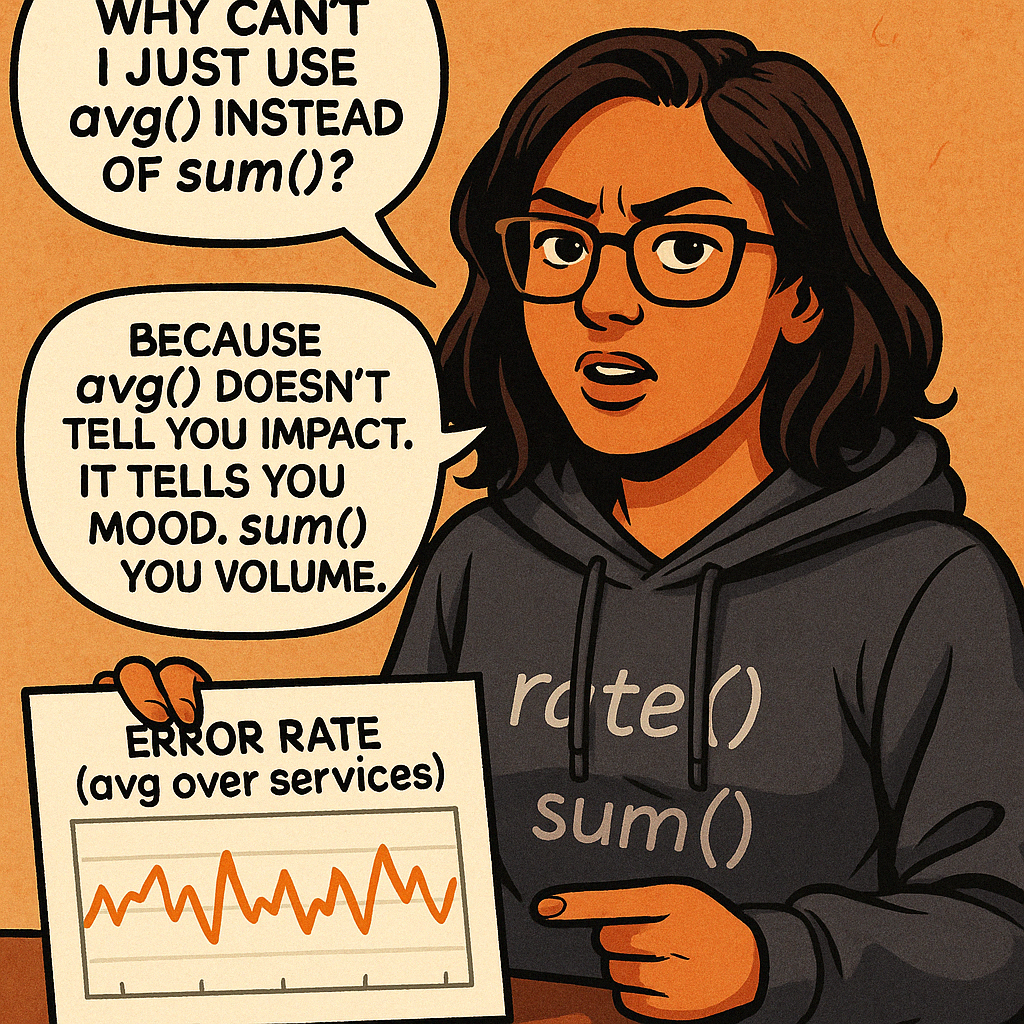 WHY CAN'T
I JUST USE
avg() INSTEAD
OF sum()?
BECAUSE
avg() DOESN'T
TELL YOU IMPACT.
IT TELLS YOU
MOOD. sum()
YOU VOLUME.
ERROR RATE
(avg over services)
rate()
sum()